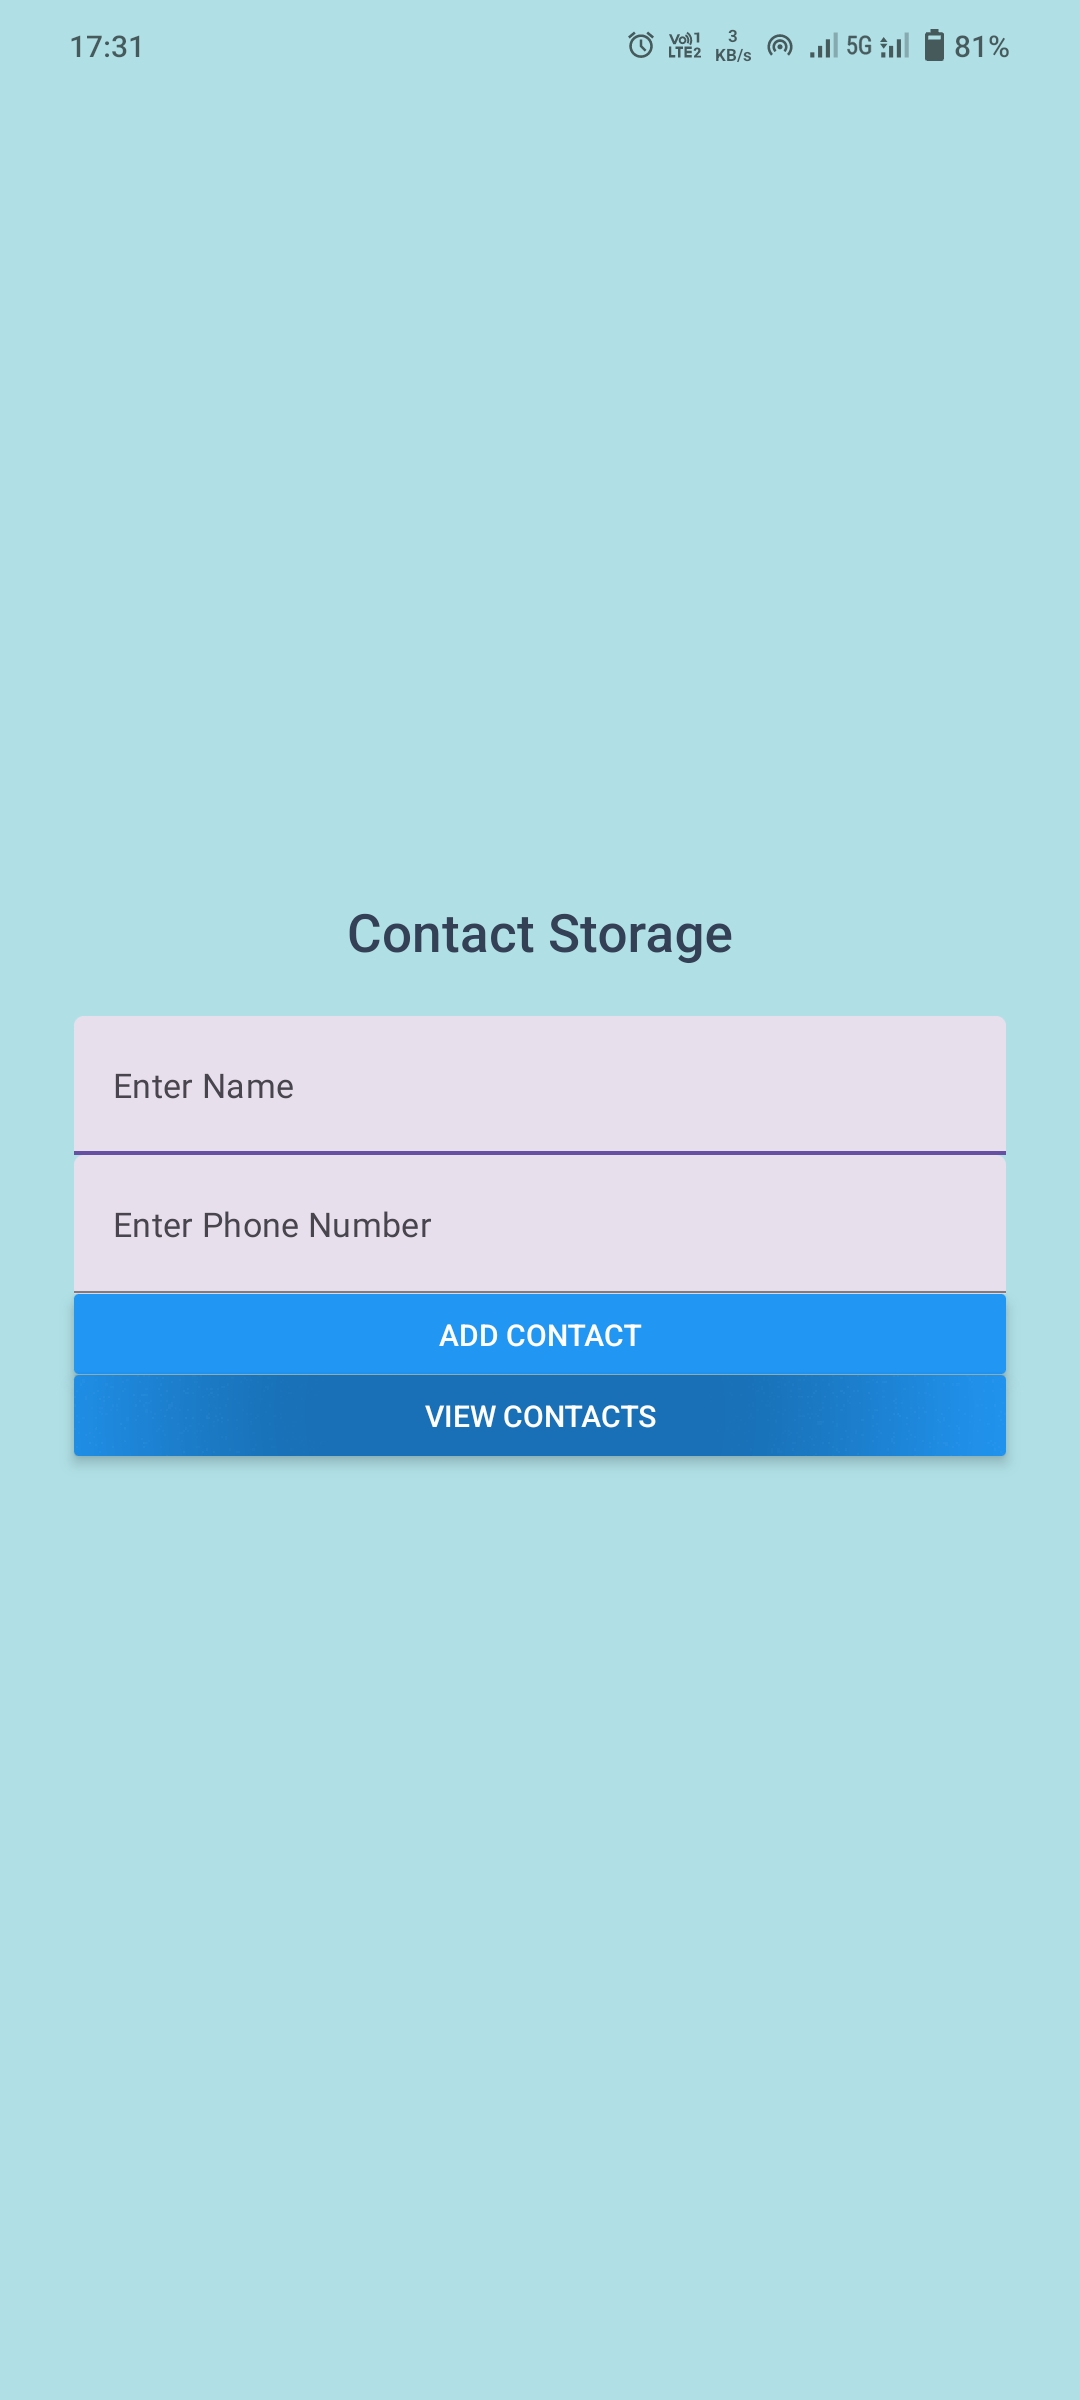 17:31 Vo)) 1 LTE2 3 KB/s 5G 81%
Contact Storage
Enter Name
Enter Phone Number
ADD CONTACT
VIEW CONTACTS